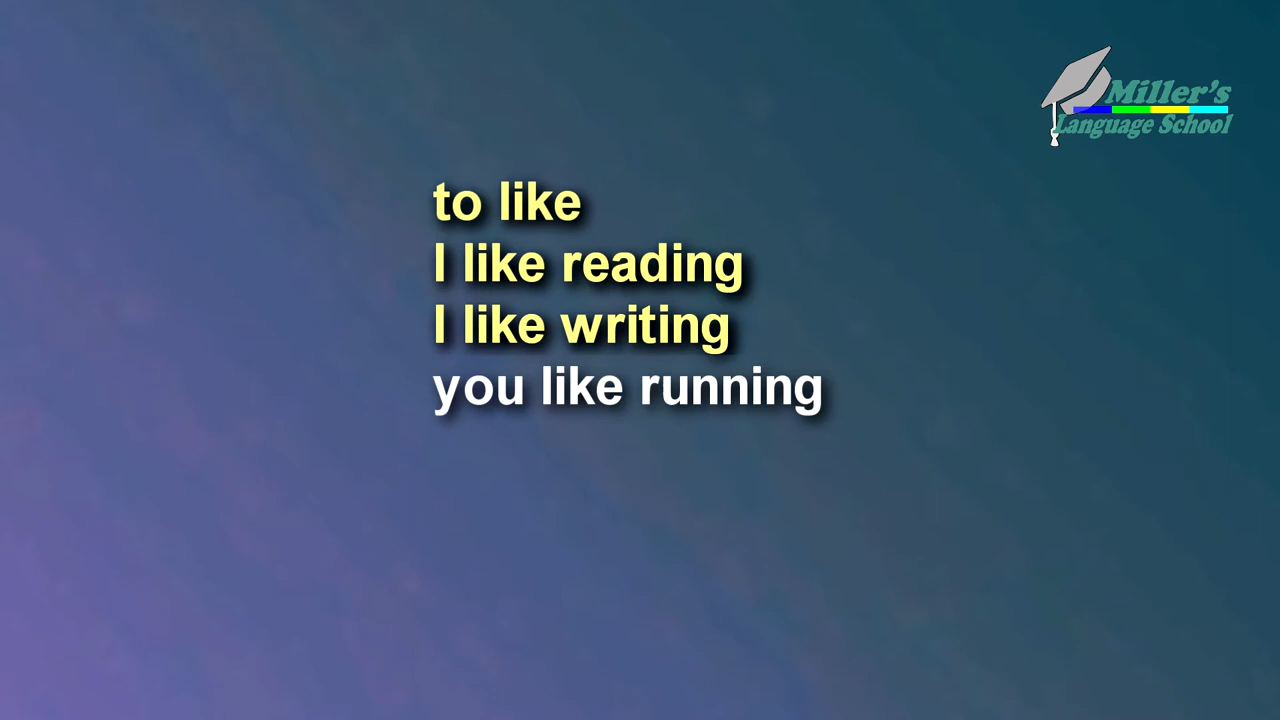 Miller's
Language School
to like
I like reading
I like writing
you like running